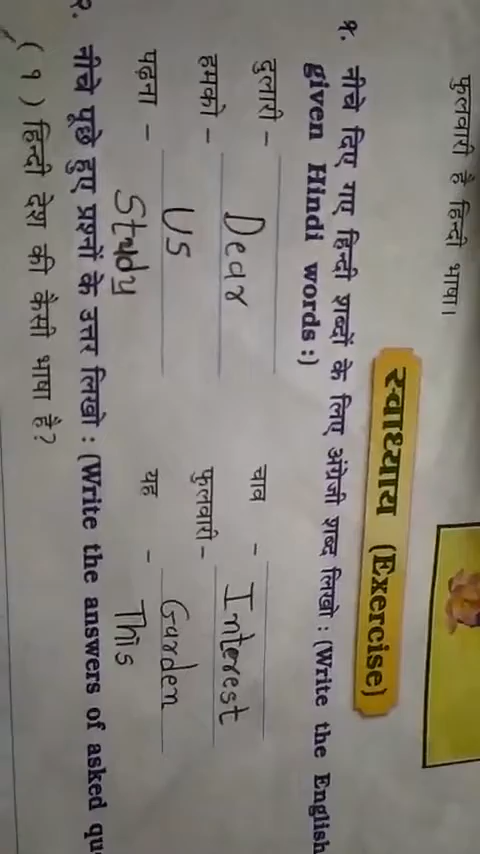 फुलवारी है हिन्दी भाषा।
स्वाध्याय (Exercise)
१. नीचे दिए गए हिन्दी शब्दों के लिए अंग्रेजी शब्द लिखो : (Write the English
given Hindi words :)
दुलारी - Dear चाव - Interest
हमको - Us फुलवारी - Garden
पढ़ना - Study यह - This
२. नीचे पूछे हुए प्रश्नों के उत्तर लिखो : (Write the answers of asked qu
( १ ) हिन्दी देश की कैसी भाषा है?